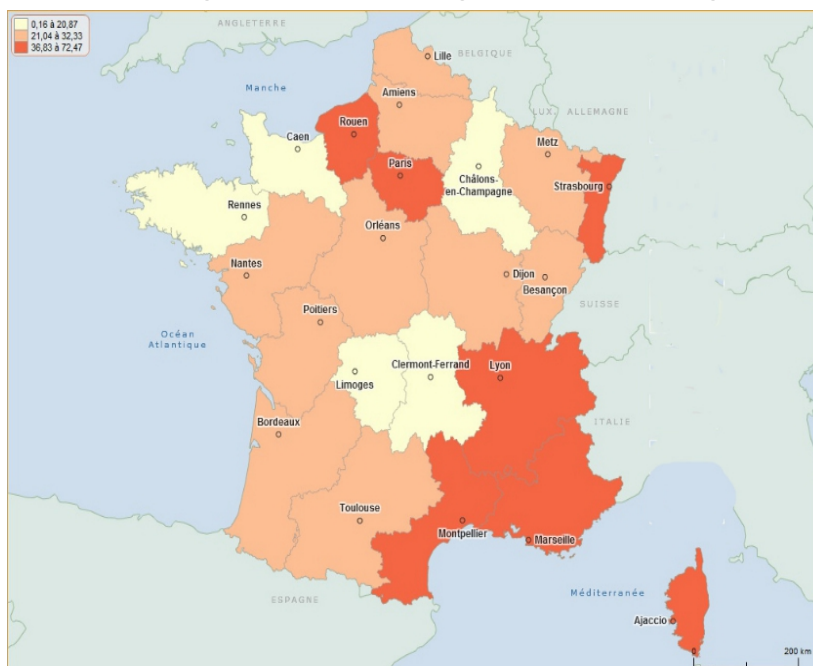 0,16 à 20,87
21,04 à 32,33
36,83 à 72,47
ANGLETERRE
BELGIQUE
Lille
Manche
Amiens
LUX.
ALLEMAGNE
Rouen
Caen
Metz
Paris
Châlons-
en-Champagne
Strasbourg
Rennes
Orléans
Nantes
Dijon
Besançon
SUISSE
Poitiers
Océan
Atlantique
Clermont-Ferrand
Lyon
Limoges
ITALIE
Bordeaux
Toulouse
Montpellier
Marseille
ESPAGNE
Méditerranée
Ajaccio
200 km